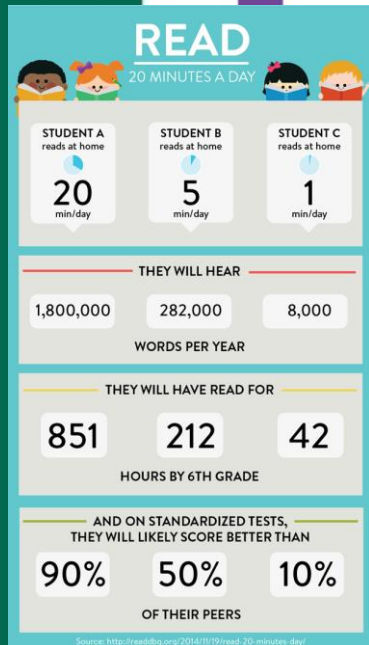 READ
20 MINUTES A DAY
STUDENT A
reads at home
20
min/day
STUDENT B
reads at home
5
min/day
STUDENT C
reads at home
1
min/day
THEY WILL HEAR
1,800,000 282,000 8,000
WORDS PER YEAR
THEY WILL HAVE READ FOR
851 212 42
HOURS BY 6TH GRADE
AND ON STANDARDIZED TESTS,
THEY WILL LIKELY SCORE BETTER THAN
90% 50% 10%
OF THEIR PEERS
Source: http://readdbq.org/2014/11/19/read-20-minutes-day/